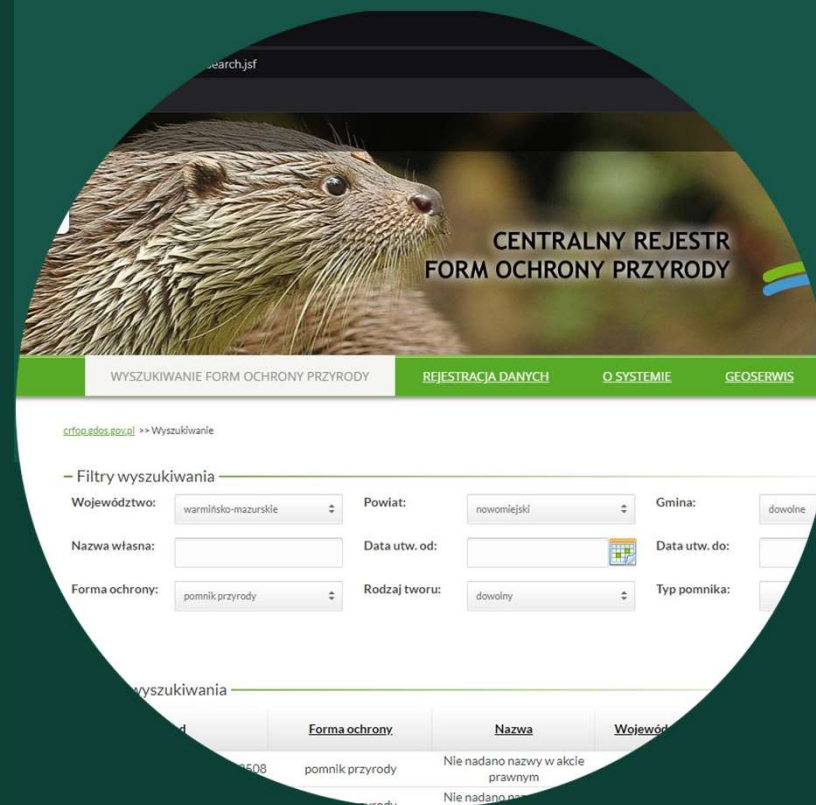 search.jsf
CENTRALNY REJESTR
FORM OCHRONY PRZYRODY
WYSZUKIWANIE FORM OCHRONY PRZYRODY REJESTRACJA DANYCH O SYSTEMIE GEOSERWIS
crfop.gdos.gov.pl >> Wyszukiwanie
– Filtry wyszukiwania
Województwo: warmińsko-mazurskie Powiat: nowomiejski Gmina: dowolne
Nazwa własna: Data utw. od: Data utw. do:
Forma ochrony: pomnik przyrody Rodzaj tworu: dowolny Typ pomnika:
wyszukiwania
Forma ochrony Nazwa
pomnik przyrody Nie nadano nazwy w akcie
prawnym
Nie nadano